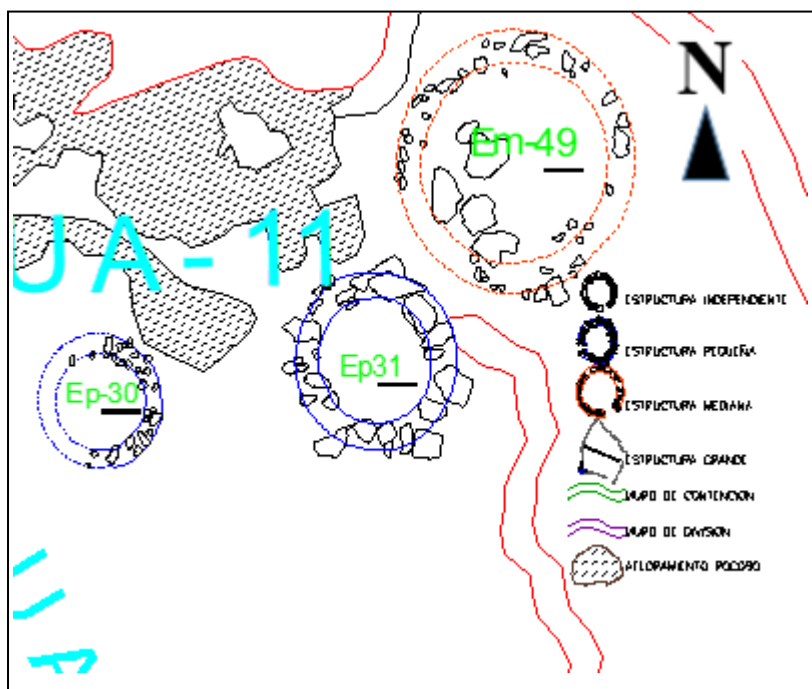 N
Em-49
UA-11
Ep31
Ep-30
ESTRUCTURA INDEPENDIENTE
ESTRUCTURA PEQUEÑA
ESTRUCTURA MEDIANA
ESTRUCTURA GRANDE
MURO DE CONTENCION
MURO DE DIVISION
AFLORAMIENTO ROCOSO